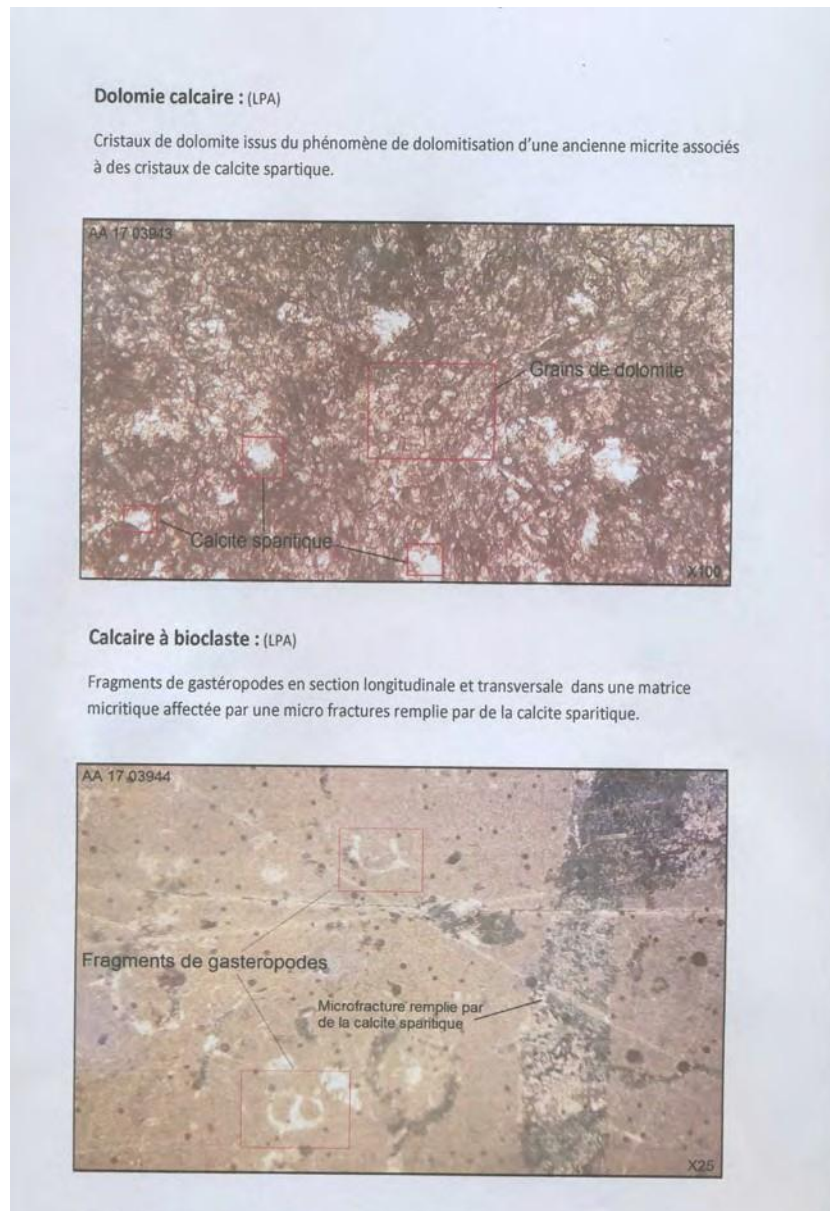 Dolomie calcaire : (LPA)
Cristaux de dolomite issus du phénomène de dolomitisation d'une ancienne micrite associés
à des cristaux de calcite spartique.
AA 17 03943
Grains de dolomite
Calcite sparitique
X100
Calcaire à bioclaste : (LPA)
Fragments de gastéropodes en section longitudinale et transversale dans une matrice
micritique affectée par une micro fractures remplie par de la calcite sparitique.
AA 17 03944
Fragments de gasteropodes
Microfracture remplie par
de la calcite sparitique
X25